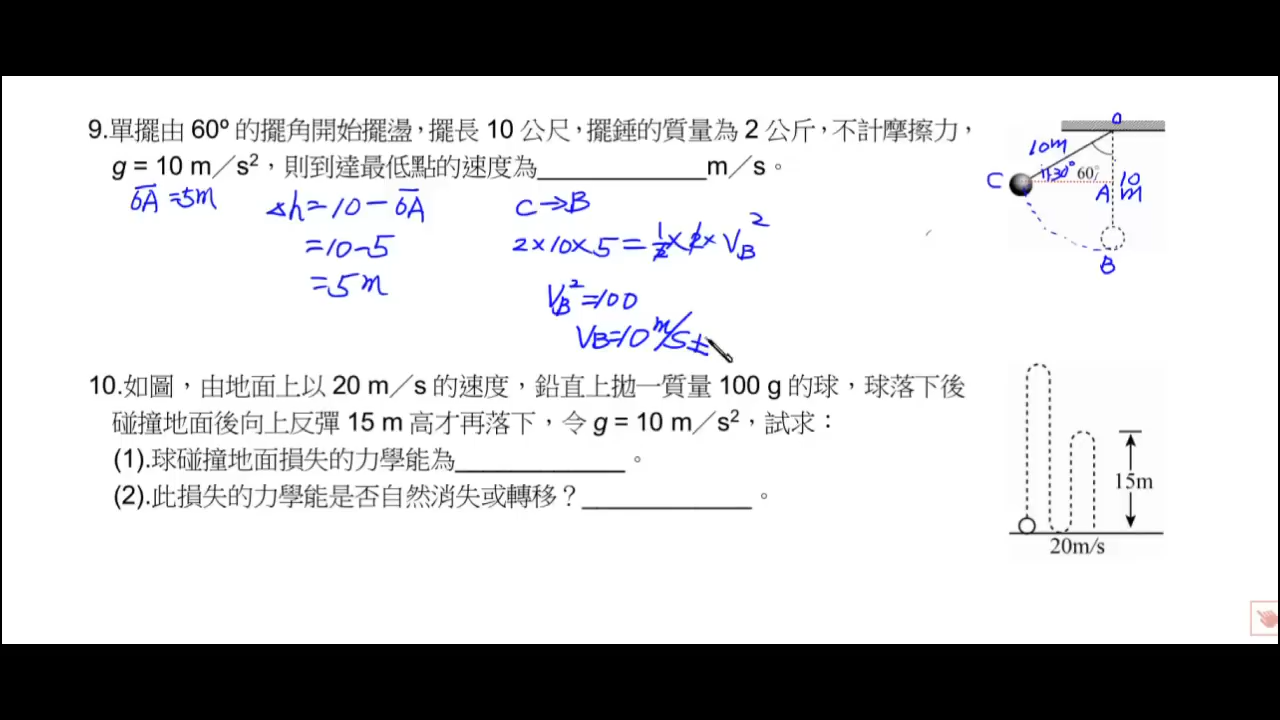 9.單擺由 60º 的擺角開始擺盪，擺長 10 公尺，擺錘的質量為 2 公斤，不計摩擦力，
g = 10 m／s²，則到達最低點的速度為____________m／s。
O
10m
30°
60°
C
A
10
m
B
OA =5m
Δh=10-OA
=10-5
=5m
C→B
2×10×5=1/2×2×VB²
VB²=100
VB=10m/s
10.如圖，由地面上以 20 m／s 的速度，鉛直上拋一質量 100 g 的球，球落下後
碰撞地面後向上反彈 15 m 高才再落下，令 g = 10 m／s²，試求：
(1).球碰撞地面損失的力學能為____________。
(2).此損失的力學能是否自然消失或轉移？____________。
15m
20m/s